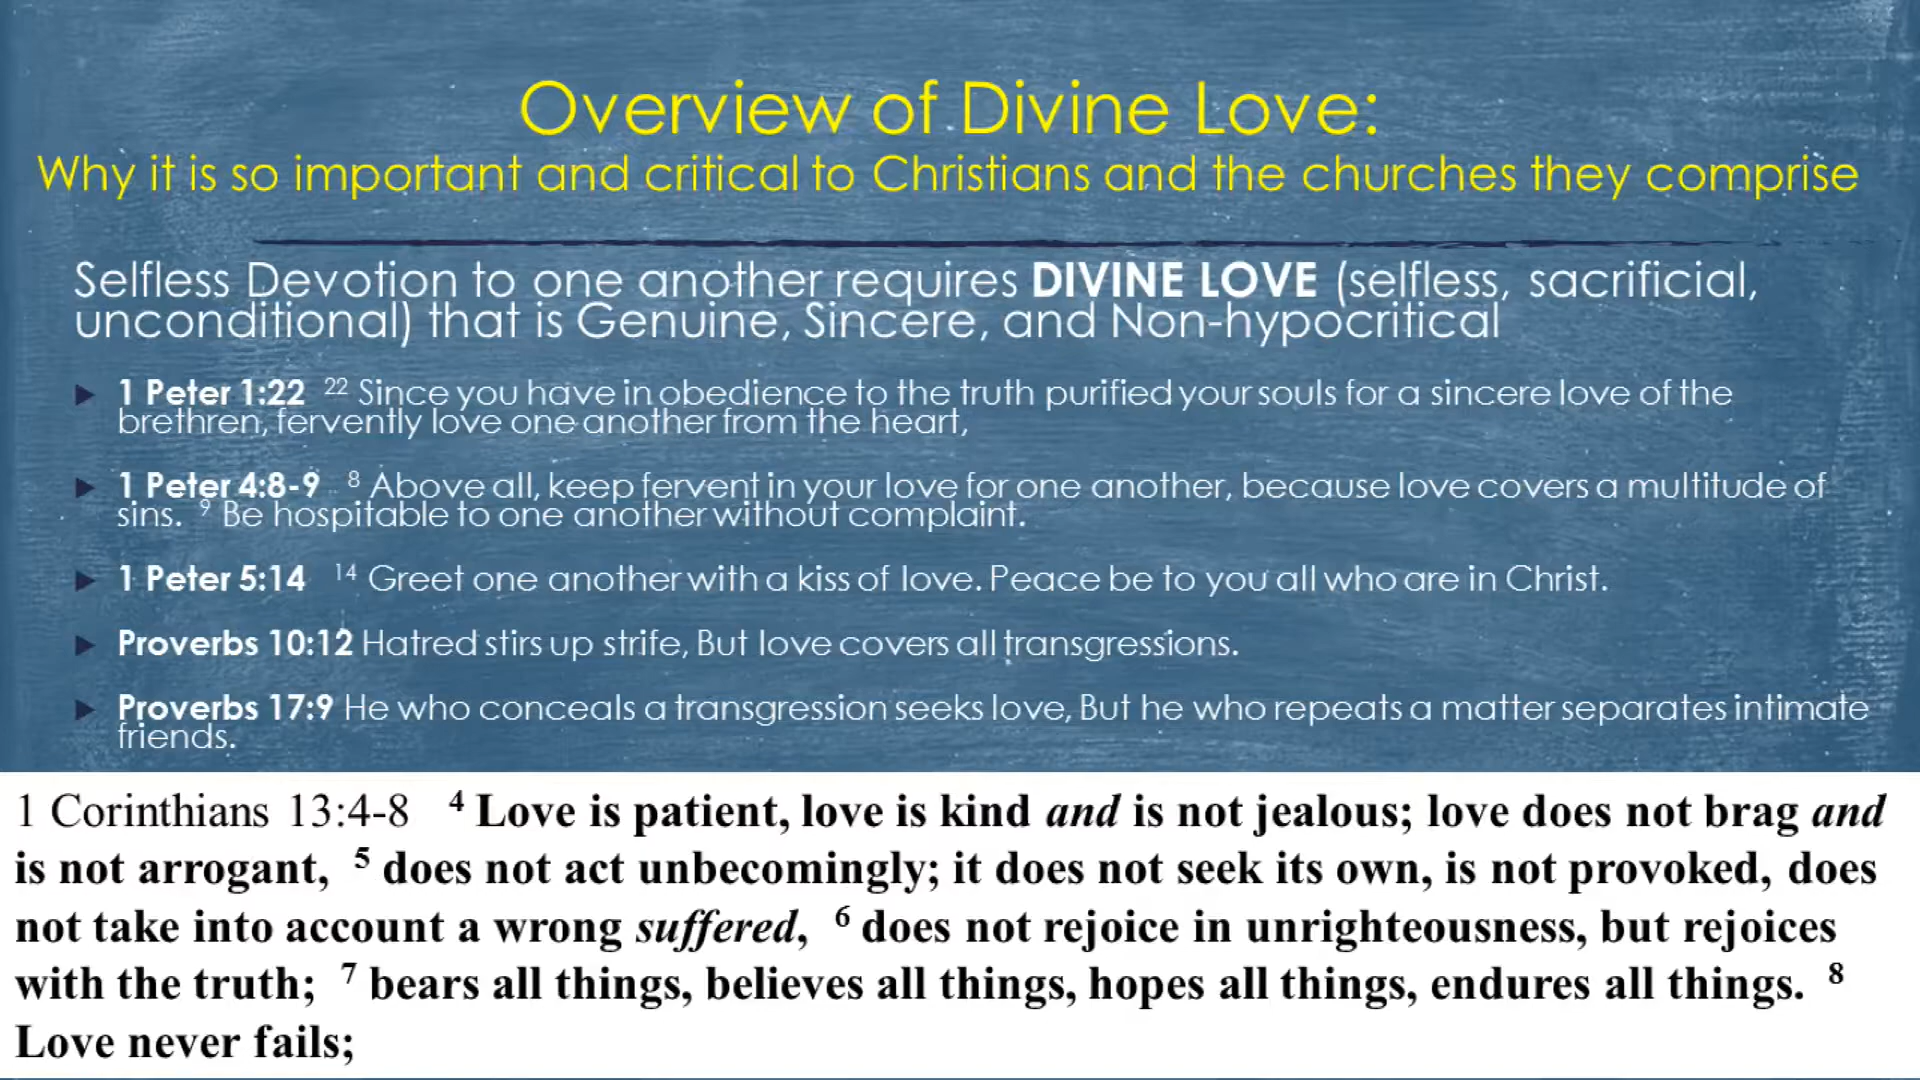 Overview of Divine Love:
Why it is so important and critical to Christians and the churches they comprise
Selfless Devotion to one another requires DIVINE LOVE (selfless, sacrificial,
unconditional) that is Genuine, Sincere, and Non-hypocritical
1 Peter 1:22 22 Since you have in obedience to the truth purified your souls for a sincere love of the
brethren, fervently love one another from the heart,
1 Peter 4:8-9 8 Above all, keep fervent in your love for one another, because love covers a multitude of
sins. 9 Be hospitable to one another without complaint.
1 Peter 5:14 14 Greet one another with a kiss of love. Peace be to you all who are in Christ.
Proverbs 10:12 Hatred stirs up strife, But love covers all transgressions.
Proverbs 17:9 He who conceals a transgression seeks love, But he who repeats a matter separates intimate
friends.
1 Corinthians 13:4-8 4 Love is patient, love is kind and is not jealous; love does not brag and
is not arrogant, 5 does not act unbecomingly; it does not seek its own, is not provoked, does
not take into account a wrong suffered, 6 does not rejoice in unrighteousness, but rejoices
with the truth; 7 bears all things, believes all things, hopes all things, endures all things. 8
Love never fails;